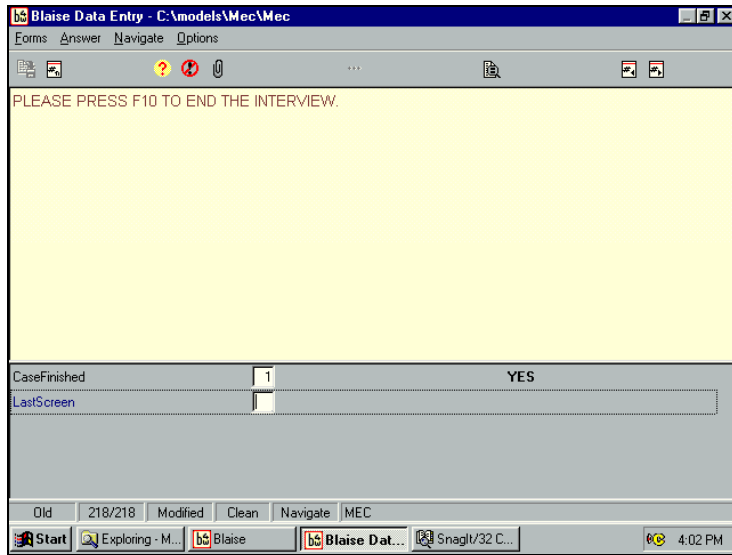 Blaise Data Entry - C:\models\Mec\Mec
Forms Answer Navigate Options
PLEASE PRESS F10 TO END THE INTERVIEW.
CaseFinished 1 YES
LastScreen
Old 218/218 Modified Clean Navigate MEC
Start Exploring - M... Blaise Blaise Dat... SnagIt/32 C... 4:02 PM